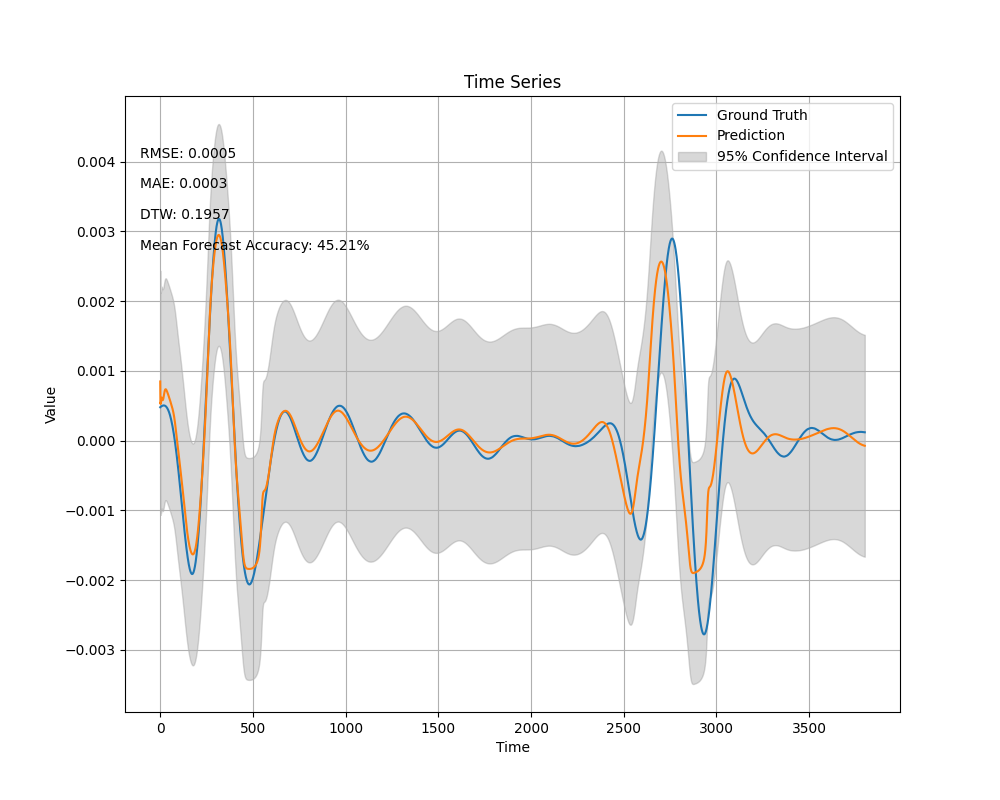 Time Series
Ground Truth
Prediction
95% Confidence Interval
RMSE: 0.0005
MAE: 0.0003
DTW: 0.1957
Mean Forecast Accuracy: 45.21%
Value
0.004
0.003
0.002
0.001
0.000
−0.001
−0.002
−0.003
0 500 1000 1500 2000 2500 3000 3500
Time